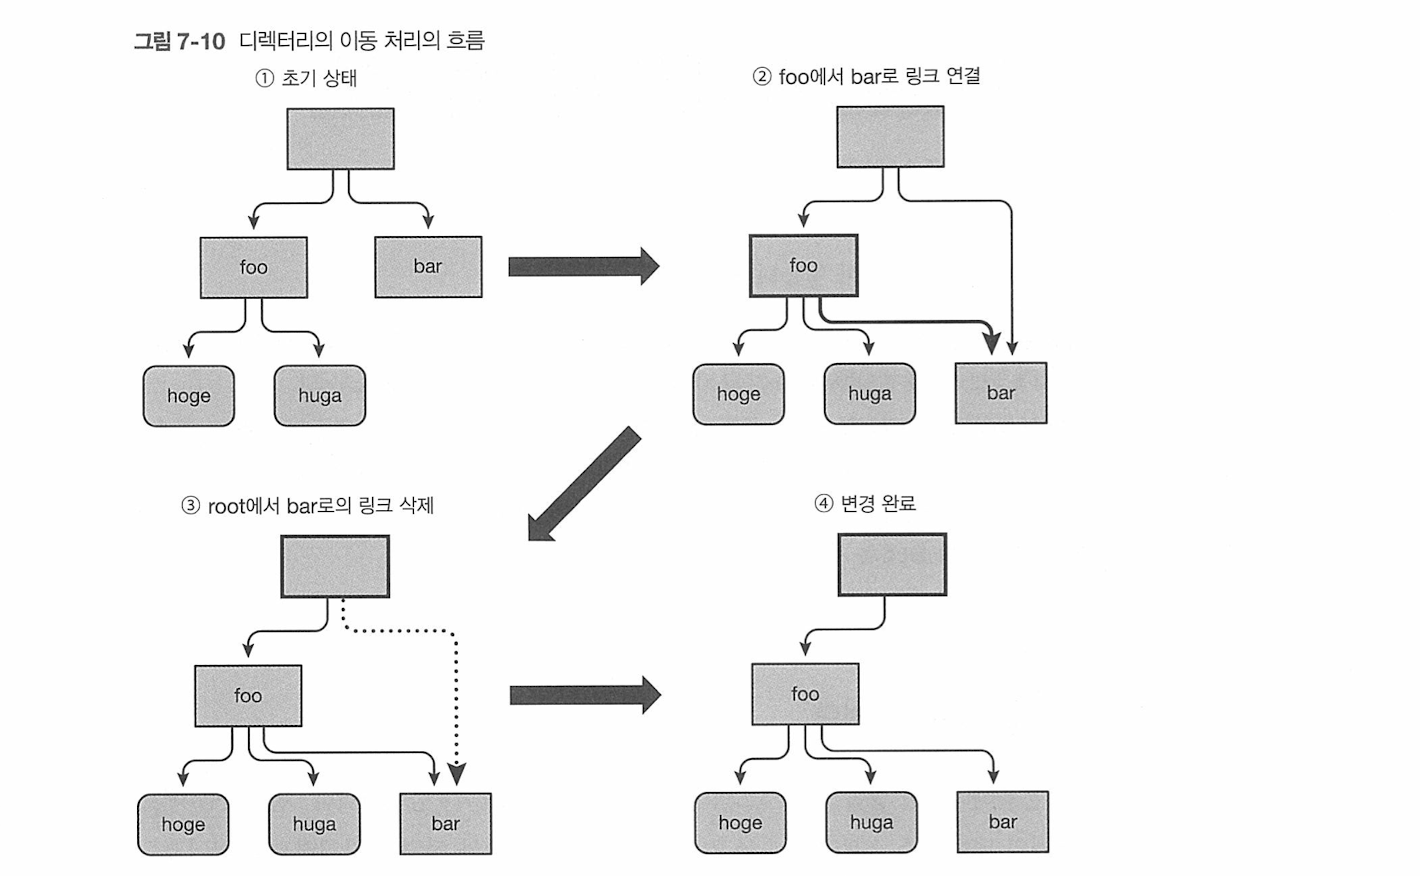 그림 7-10 디렉터리의 이동 처리의 흐름
① 초기 상태
② foo에서 bar로 링크 연결
foo
bar
hoge
huga
foo
hoge
huga
bar
③ root에서 bar로의 링크 삭제
④ 변경 완료
foo
hoge
huga
bar
foo
hoge
huga
bar